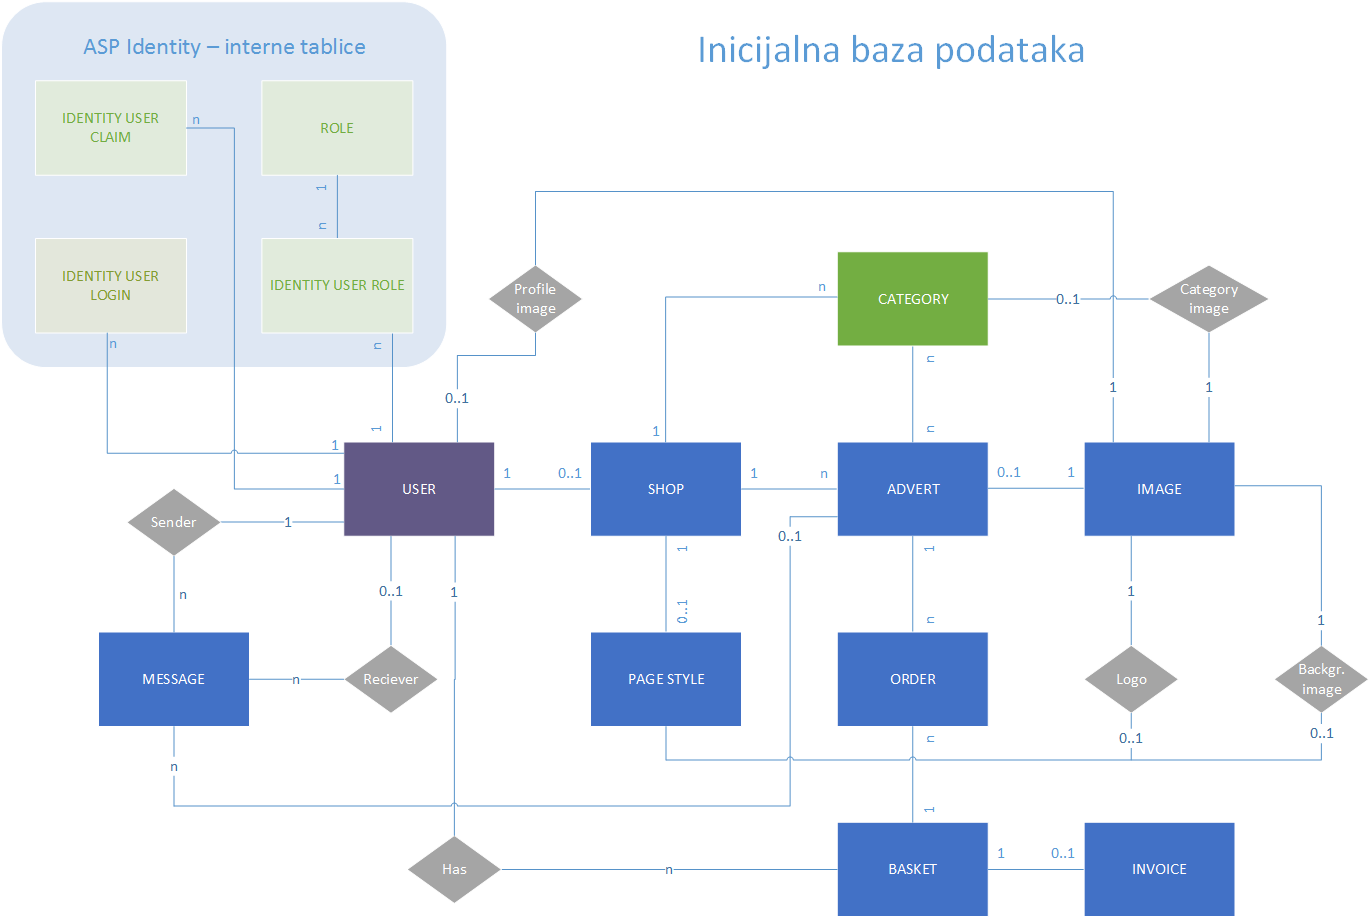 ASP Identity – interne tablice
Inicijalna baza podataka
IDENTITY USER
CLAIM
n
ROLE
1
n
IDENTITY USER
LOGIN
IDENTITY USER ROLE
n
n
1
Profile
image
0..1
CATEGORY
n
0..1
Category
image
n
1
1
1
n
1
1
1
USER
1
0..1
SHOP
1
n
ADVERT
0..1
1
IMAGE
Sender
1
n
0..1
1
1
0..1
0..1
1
n
1
1
MESSAGE
n
Reciever
PAGE STYLE
ORDER
Logo
Backgr.
image
n
n
1
0..1
0..1
Has
n
BASKET
1
0..1
INVOICE